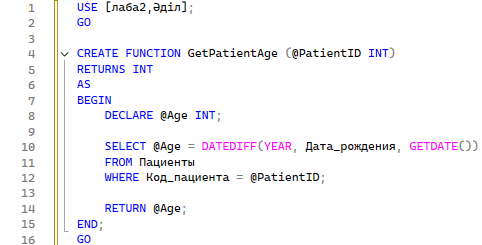 1 USE [лаба2,Әділ];
2 GO
3
4 CREATE FUNCTION GetPatientAge (@PatientID INT)
5 RETURNS INT
6 AS
7 BEGIN
8 DECLARE @Age INT;
9
10 SELECT @Age = DATEDIFF(YEAR, Дата_рождения, GETDATE())
11 FROM Пациенты
12 WHERE Код_пациента = @PatientID;
13
14 RETURN @Age;
15 END;
16 GO